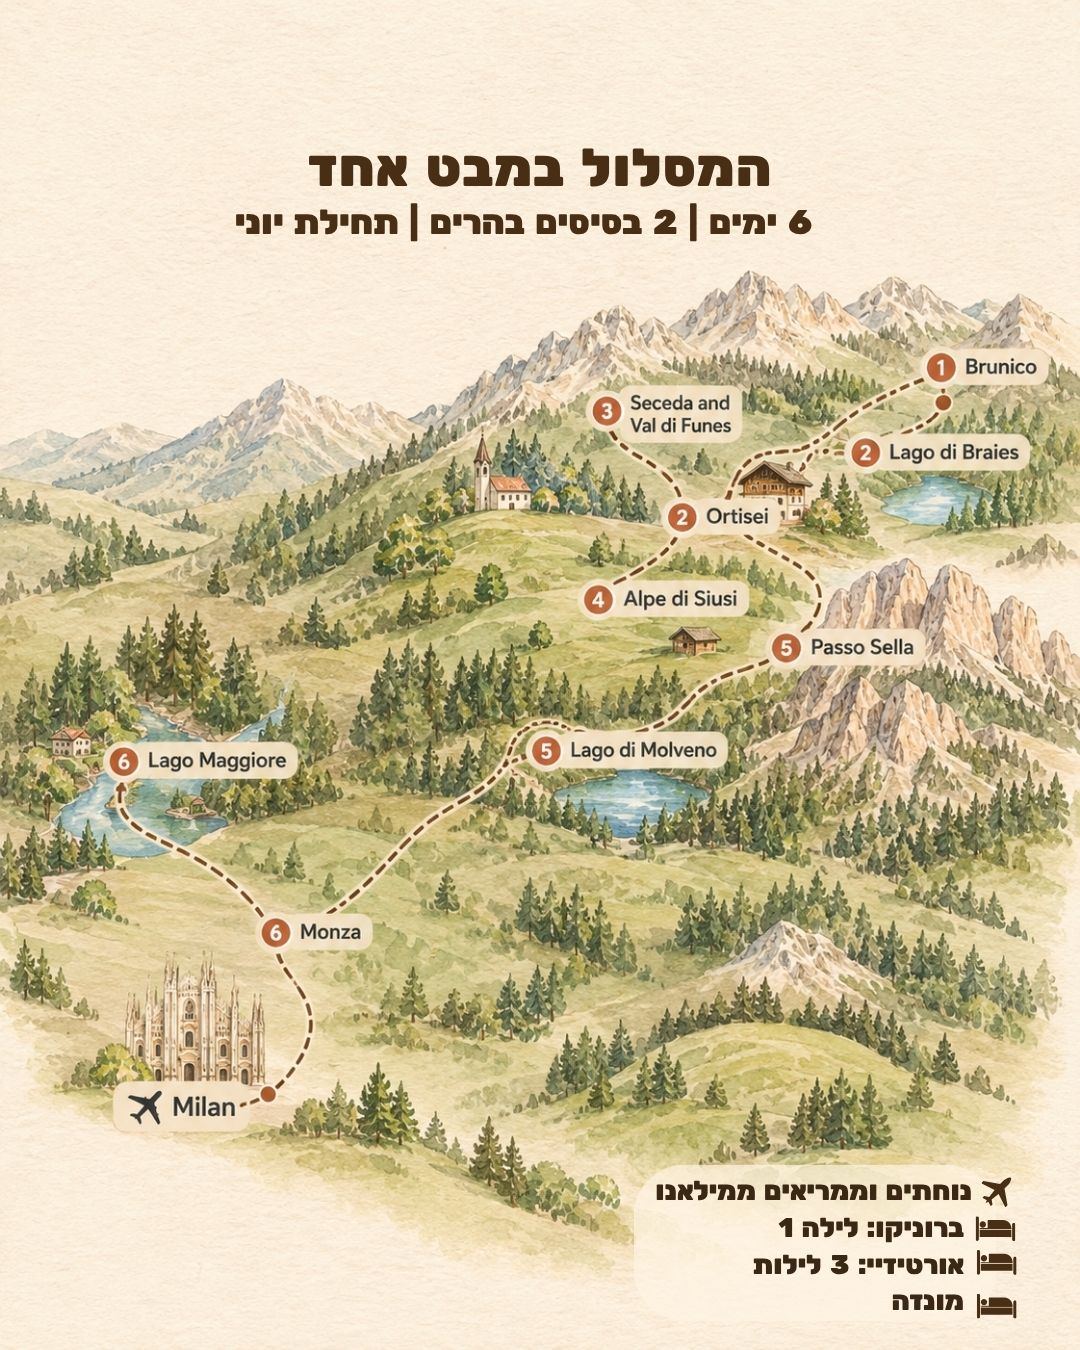 המסלול במבט אחד
6 ימים | 2 בסיסים בהרים | תחילת יוני
1 Brunico
3 Seceda and
Val di Funes
2 Lago di Braies
2 Ortisei
4 Alpe di Siusi
5 Passo Sella
5 Lago di Molveno
6 Lago Maggiore
6 Monza
Milan
נוחתים וממריאים ממילאנו
ברוניקו: לילה 1
אורטידיי: 3 לילות
מונדה